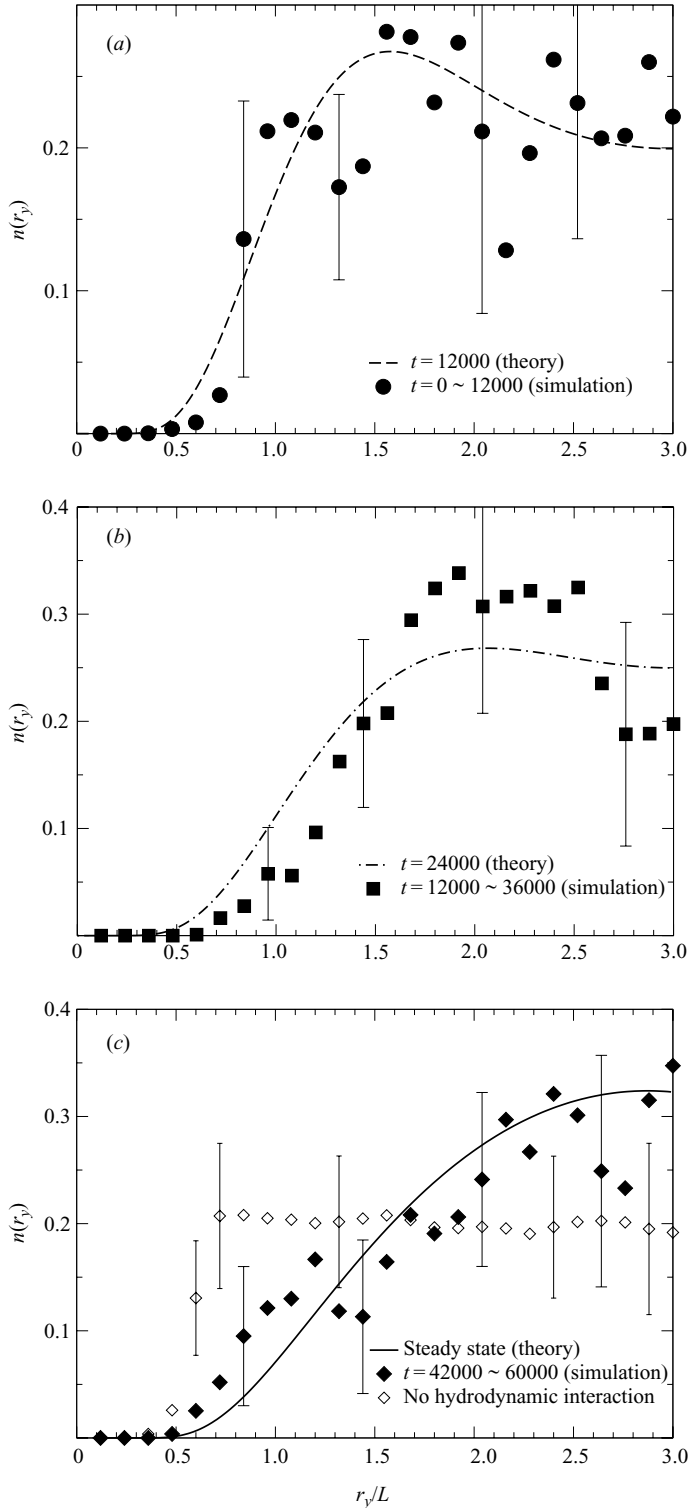 (a)
0.2
n(r_y)
0.1
t = 12000 (theory)
t = 0 ~ 12000 (simulation)
0 0.5 1.0 1.5 2.0 2.5 3.0
0.4
(b)
0.3
n(r_y)
0.2
0.1
t = 24000 (theory)
t = 12000 ~ 36000 (simulation)
0 0.5 1.0 1.5 2.0 2.5 3.0
0.4
(c)
0.3
n(r_y)
0.2
0.1
Steady state (theory)
t = 42000 ~ 60000 (simulation)
No hydrodynamic interaction
0 0.5 1.0 1.5 2.0 2.5 3.0
r_y/L